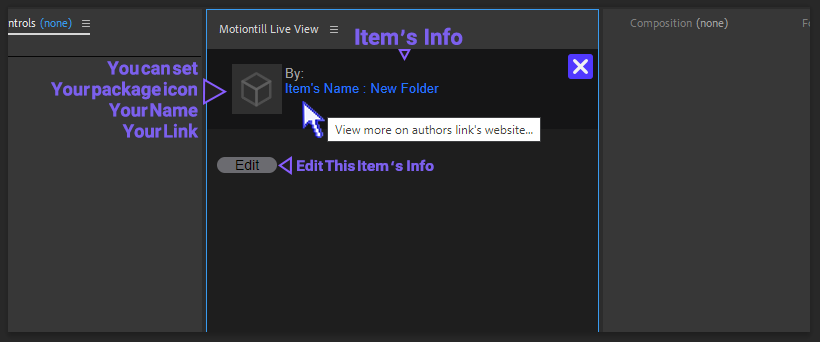 ntrols (none)
Motiontill Live View
Composition (none)
Item's Info
You can set
Your package icon
Your Name
Your Link
By:
Item's Name : New Folder
View more on authors link's website...
Edit
Edit This Item's Info